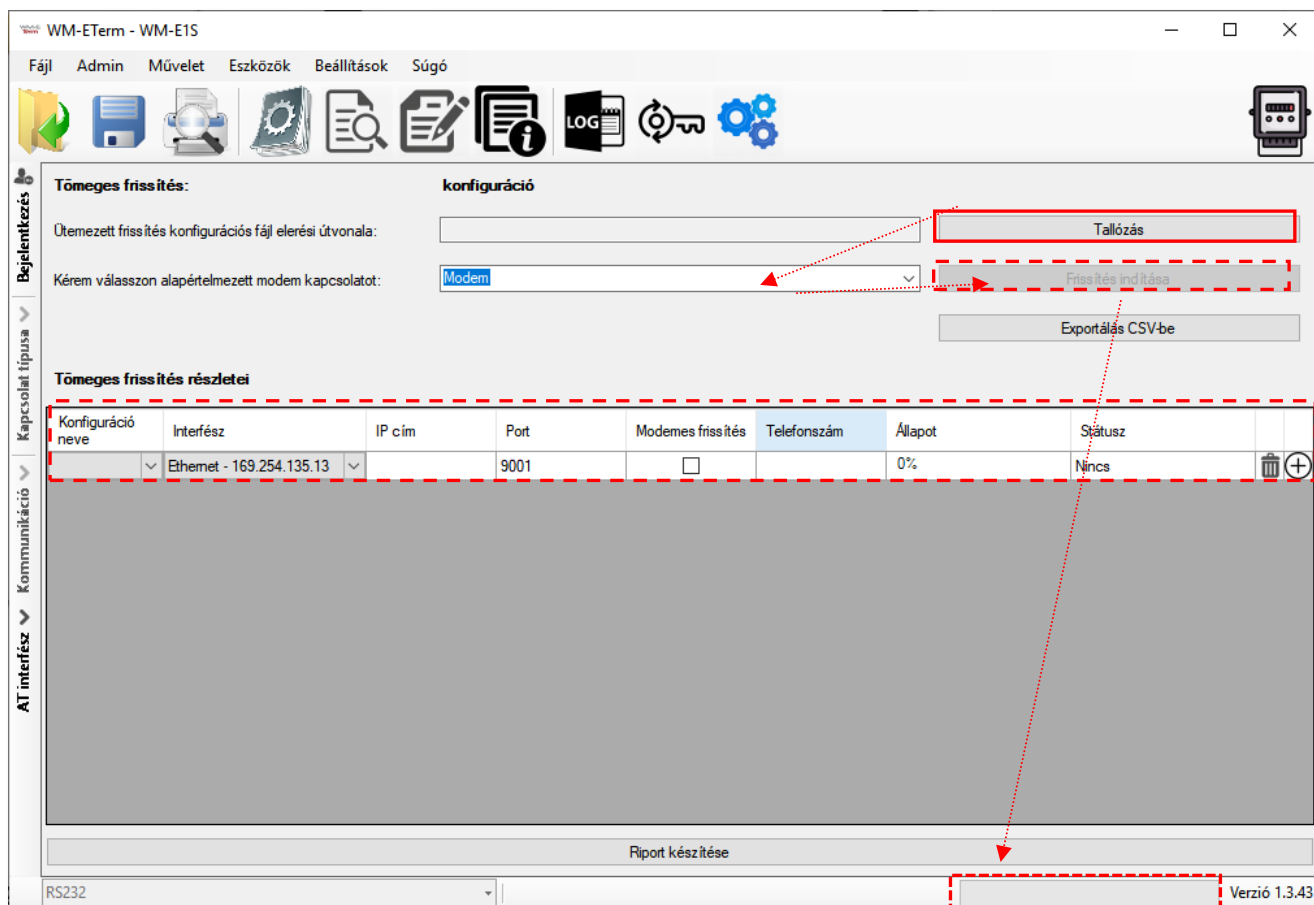 WM-ETerm - WM-E1S
Fájl Admin Művelet Eszközök Beállítások Súgó
LOG
Bejelentkezés
Kapcsolat típusa
Kommunikáció
AT interfész
Tömeges frissítés: konfiguráció
Ütemezett frissítés konfigurációs fájl elerési útvonala: Tallózás
Kérem válasszon alapértelmezett modem kapcsolatot: Modem Frissítés indítása
Exportálás CSV-be
Tömeges frissítés részletei
Konfiguráció neve Interfész IP cím Port Modemes frissítés Telefonszám Állapot Státusz
Ethernet - 169.254.135.13 9001 0% Nincs
Riport készítése
RS232 Verzió 1.3.43